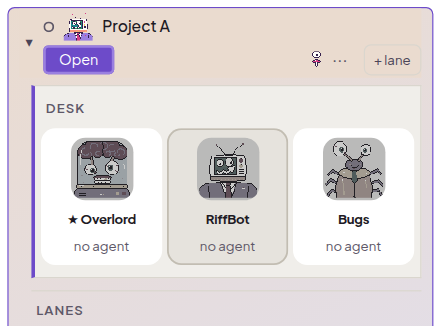 Project A
Open
... + lane
DESK
★ Overlord
no agent
RiffBot
no agent
Bugs
no agent
LANES